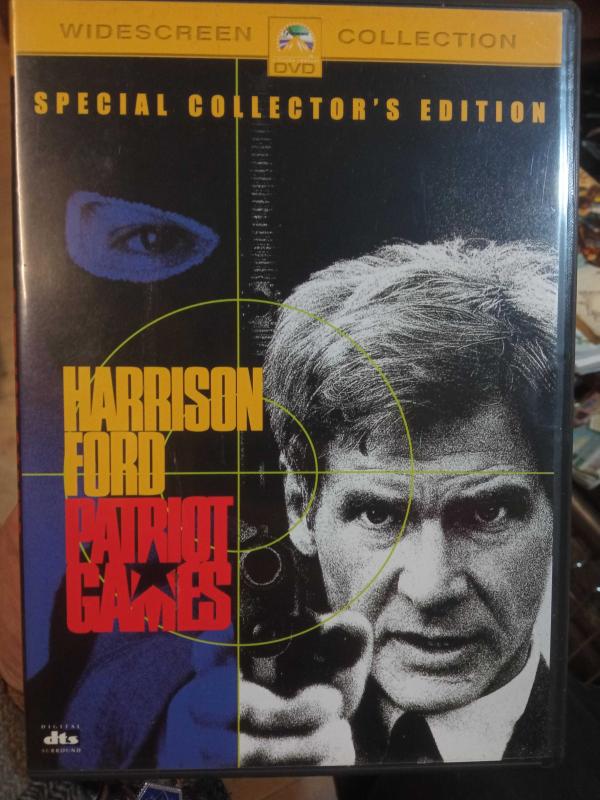 WIDESCREEN DVD COLLECTION
SPECIAL COLLECTOR'S EDITION
HARRISON
FORD
PATRIOT
GAMES
DIGITAL
dts
SURROUND